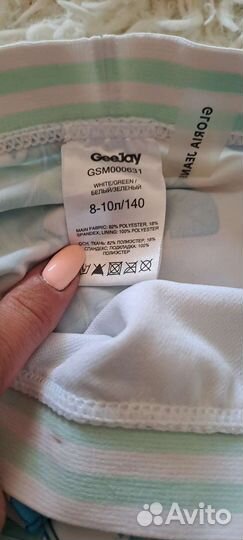 GeeJay
GSM000631
WHITE/GREEN /
БЕЛЫЙ/ЗЕЛЕНЫЙ
8-10л/140
MAIN FABRIC: 82% POLYESTER, 18%
SPANDEX; LINING: 100% POLYESTER
ОСН. ТКАНЬ: 82% ПОЛИЭСТЕР, 18%
СПАНДЕКС; ПОДКЛАДКА: 100%
ПОЛИЭСТЕР
GLORIA JEANS
Avito